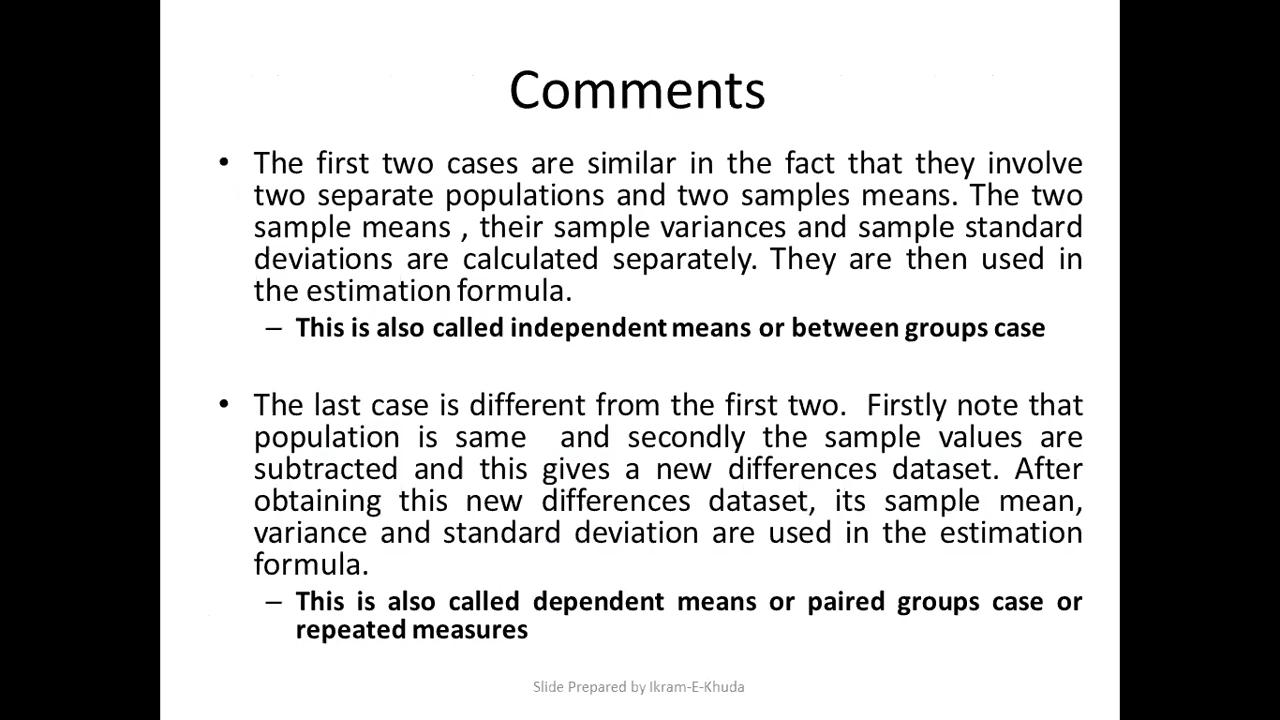 Comments
• The first two cases are similar in the fact that they involve
two separate populations and two samples means. The two
sample means , their sample variances and sample standard
deviations are calculated separately. They are then used in
the estimation formula.
– This is also called independent means or between groups case
• The last case is different from the first two.  Firstly note that
population is same  and secondly the sample values are
subtracted and this gives a new differences dataset. After
obtaining this new differences dataset, its sample mean,
variance and standard deviation are used in the estimation
formula.
– This is also called dependent means or paired groups case or
repeated measures
Slide Prepared by Ikram-E-Khuda